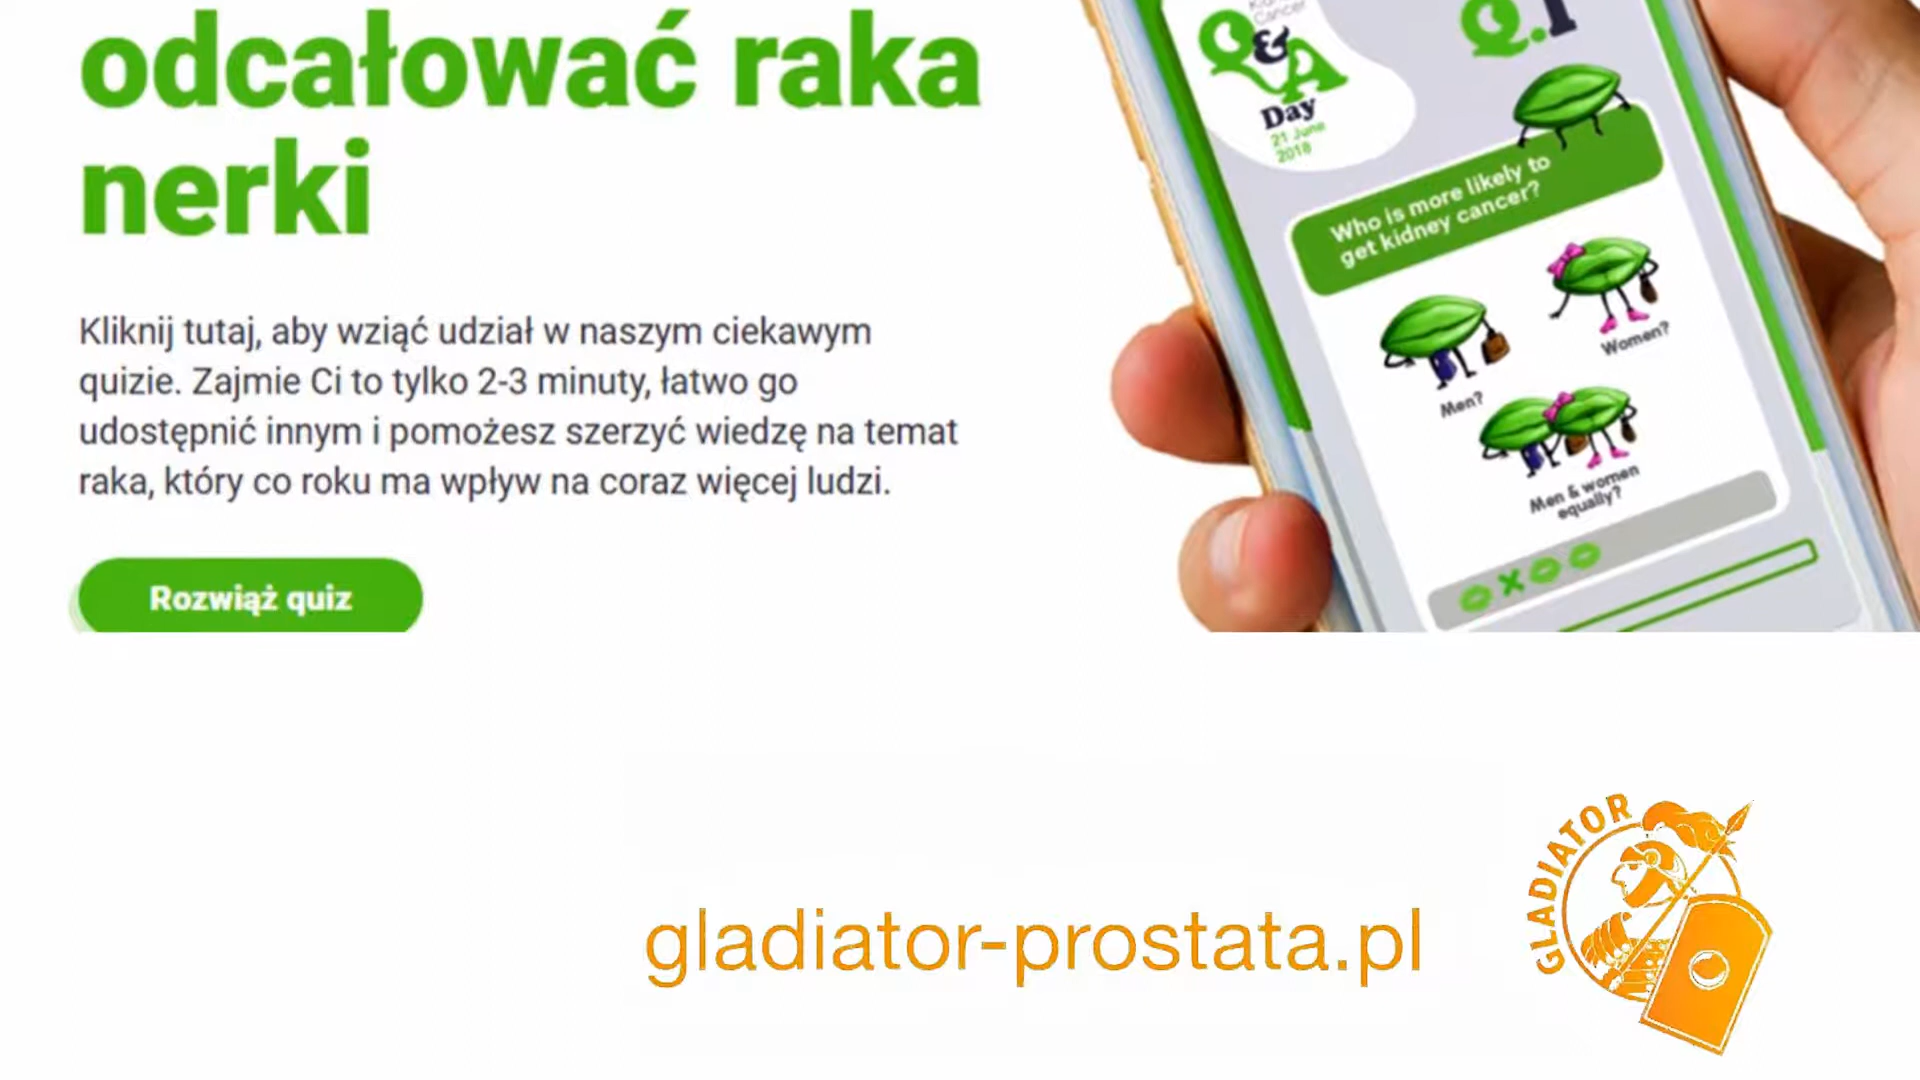 odcałować raka
nerki
Kliknij tutaj, aby wziąć udział w naszym ciekawym
quizie. Zajmie Ci to tylko 2-3 minuty, łatwo go
udostępnić innym i pomożesz szerzyć wiedzę na temat
raka, który co roku ma wpływ na coraz więcej ludzi.
Rozwiąż quiz
Cancer
Q&A
Day
21 June
2018
Q.I
Who is more likely to
get kidney cancer?
Men?
Women?
Men & women
equally?
gladiator-prostata.pl
GLADIATOR